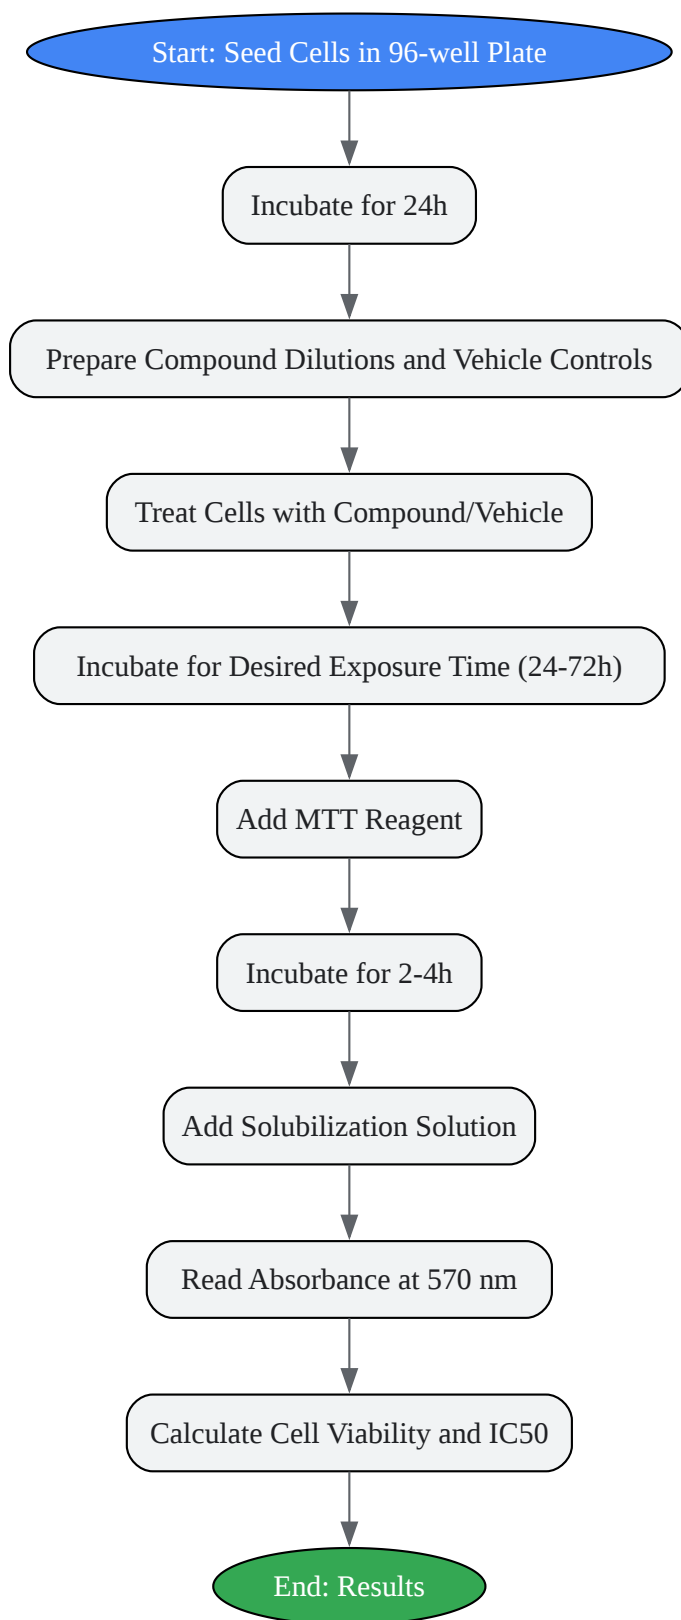 Start: Seed Cells in 96-well Plate
Incubate for 24h
Prepare Compound Dilutions and Vehicle Controls
Treat Cells with Compound/Vehicle
Incubate for Desired Exposure Time (24-72h)
Add MTT Reagent
Incubate for 2-4h
Add Solubilization Solution
Read Absorbance at 570 nm
Calculate Cell Viability and IC50
End: Results